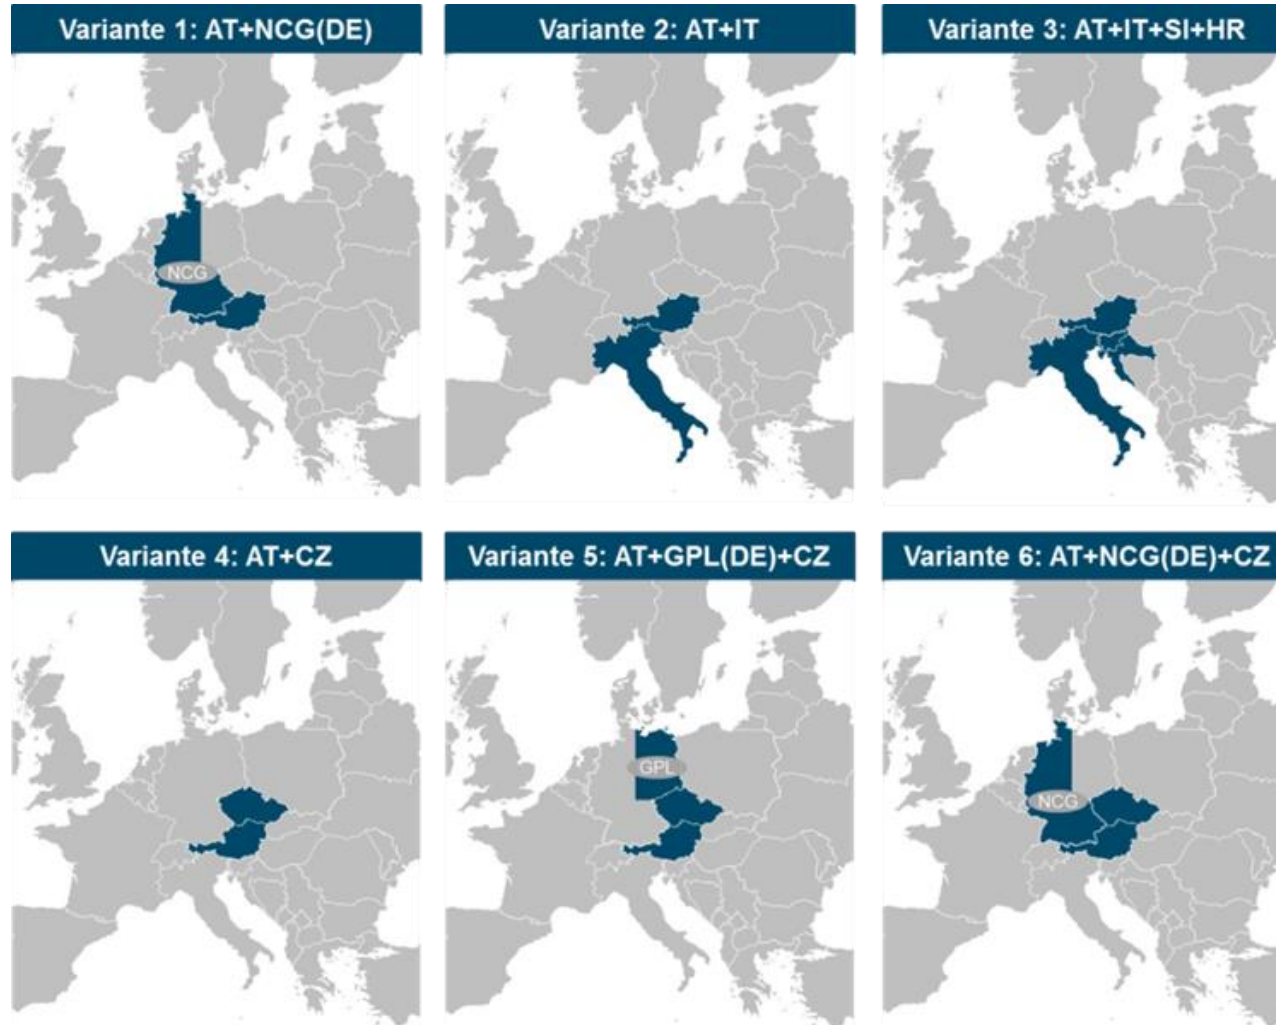 Variante 1: AT+NCG(DE)
Variante 2: AT+IT
Variante 3: AT+IT+SI+HR
NCG
Variante 4: AT+CZ
Variante 5: AT+GPL(DE)+CZ
Variante 6: AT+NCG(DE)+CZ
GPL
NCG